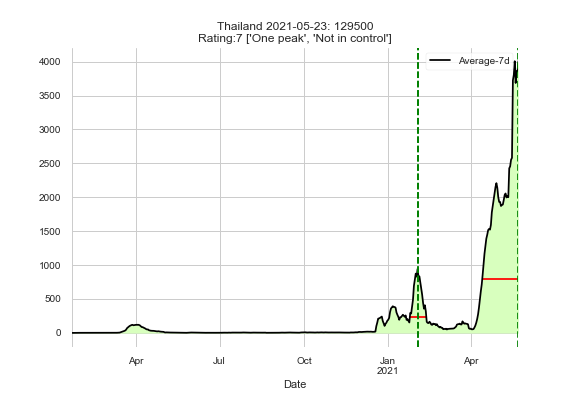 Thailand 2021-05-23: 129500
Rating:7 ['One peak', 'Not in control']
Average-7d
4000
3500
3000
2500
2000
1500
1000
500
0
Apr
Jul
Oct
Jan
2021
Apr
Date